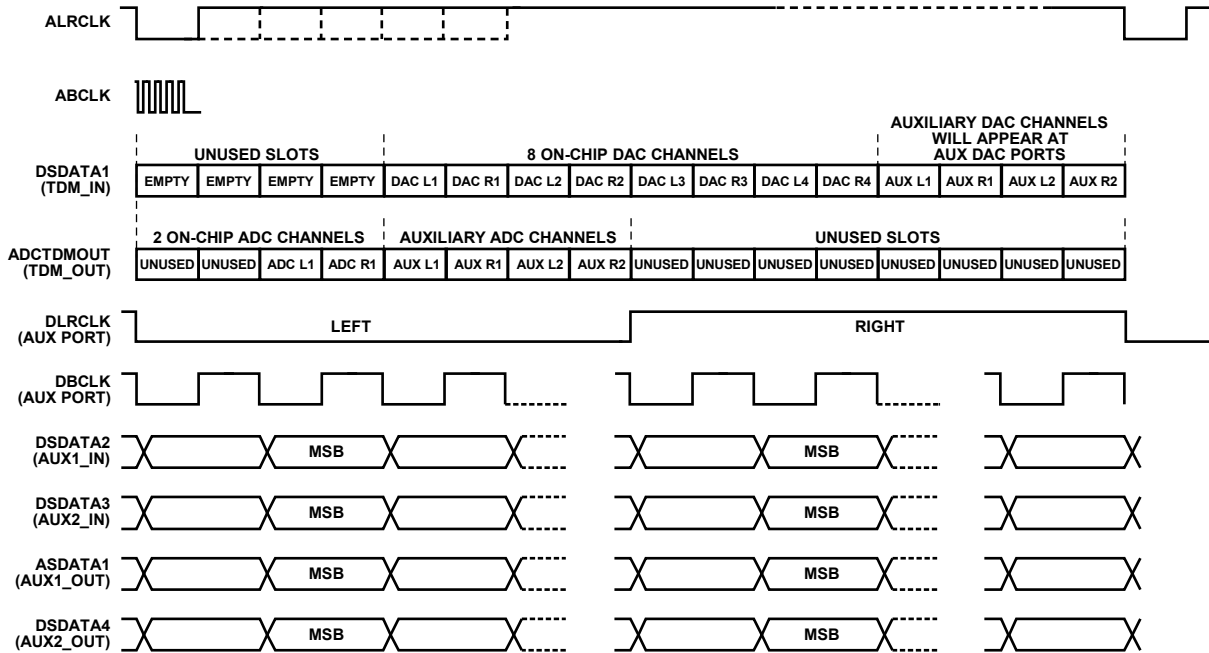 ALRCLK
ABCLK
AUXILIARY DAC CHANNELS
WILL APPEAR AT
AUX DAC PORTS
UNUSED SLOTS
8 ON-CHIP DAC CHANNELS
DSDATA1
(TDM_IN)
EMPTY EMPTY EMPTY EMPTY DAC L1 DAC R1 DAC L2 DAC R2 DAC L3 DAC R3 DAC L4 DAC R4 AUX L1 AUX R1 AUX L2 AUX R2
2 ON-CHIP ADC CHANNELS
AUXILIARY ADC CHANNELS
UNUSED SLOTS
ADCTDMOUT
(TDM_OUT)
UNUSED UNUSED ADC L1 ADC R1 AUX L1 AUX R1 AUX L2 AUX R2 UNUSED UNUSED UNUSED UNUSED UNUSED UNUSED UNUSED UNUSED
DLRCLK
(AUX PORT)
LEFT
RIGHT
DBCLK
(AUX PORT)
DSDATA2
(AUX1_IN)
MSB
MSB
DSDATA3
(AUX2_IN)
MSB
MSB
ASDATA1
(AUX1_OUT)
MSB
MSB
DSDATA4
(AUX2_OUT)
MSB
MSB